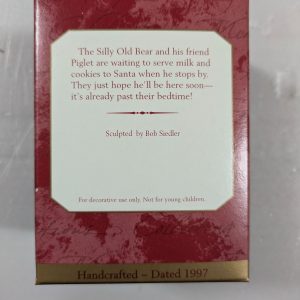 The Silly Old Bear and his friend
Piglet are waiting to serve milk and
cookies to Santa when he stops by.
They just hope he'll be here soon—
it's already past their bedtime!
Sculpted by Bob Siedler
For decorative use only. Not for young children.
Handcrafted – Dated 1997